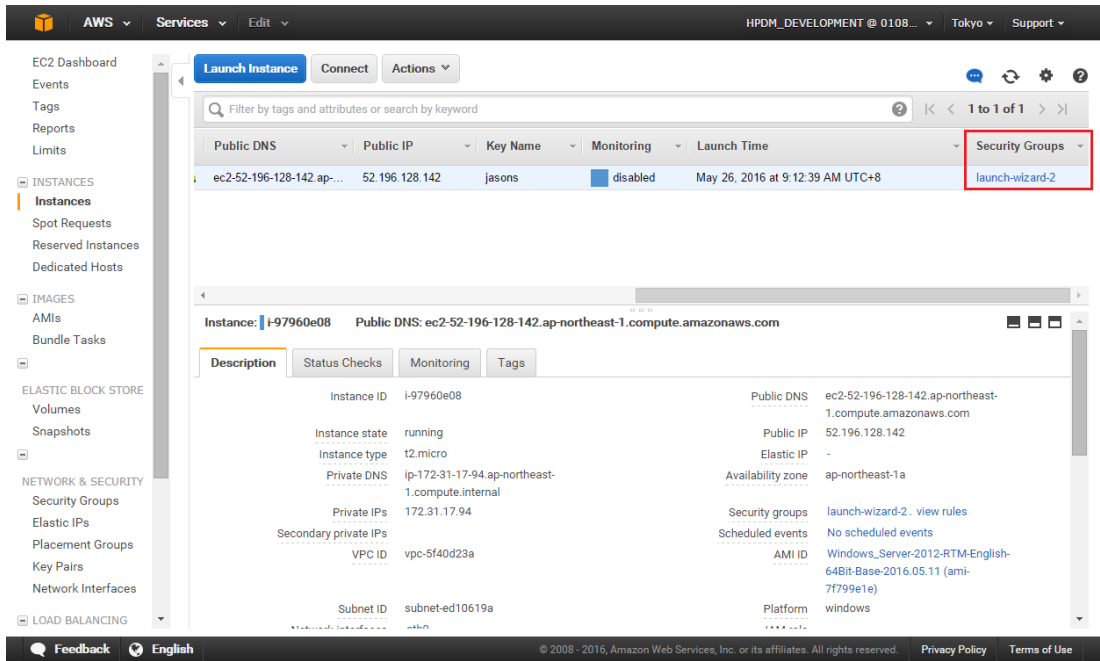 AWS Services Edit HPDM_DEVELOPMENT @ 0108... Tokyo Support
EC2 Dashboard
Events
Tags
Reports
Limits
INSTANCES
Instances
Spot Requests
Reserved Instances
Dedicated Hosts
IMAGES
AMIs
Bundle Tasks
ELASTIC BLOCK STORE
Volumes
Snapshots
NETWORK & SECURITY
Security Groups
Elastic IPs
Placement Groups
Key Pairs
Network Interfaces
LOAD BALANCING
Launch Instance Connect Actions
Filter by tags and attributes or search by keyword 1 to 1 of 1
Public DNS Public IP Key Name Monitoring Launch Time Security Groups
ec2-52-196-128-142.ap-... 52.196.128.142 jasons disabled May 26, 2016 at 9:12:39 AM UTC+8 launch-wizard-2
Instance: i-97960e08 Public DNS: ec2-52-196-128-142.ap-northeast-1.compute.amazonaws.com
Description Status Checks Monitoring Tags
Instance ID i-97960e08
Instance state running
Instance type t2.micro
Private DNS ip-172-31-17-94.ap-northeast-
1.compute.internal
Private IPs 172.31.17.94
Secondary private IPs
VPC ID vpc-5f40d23a
Subnet ID subnet-ed10619a
Network interfaces eth0
Public DNS ec2-52-196-128-142.ap-northeast-
1.compute.amazonaws.com
Public IP 52.196.128.142
Elastic IP -
Availability zone ap-northeast-1a
Security groups launch-wizard-2. view rules
Scheduled events No scheduled events
AMI ID Windows_Server-2012-RTM-English-
64Bit-Base-2016.05.11 (ami-
7f799e1e)
Platform windows
IAM role
Feedback English © 2008 - 2016, Amazon Web Services, Inc. or its affiliates. All rights reserved. Privacy Policy Terms of Use